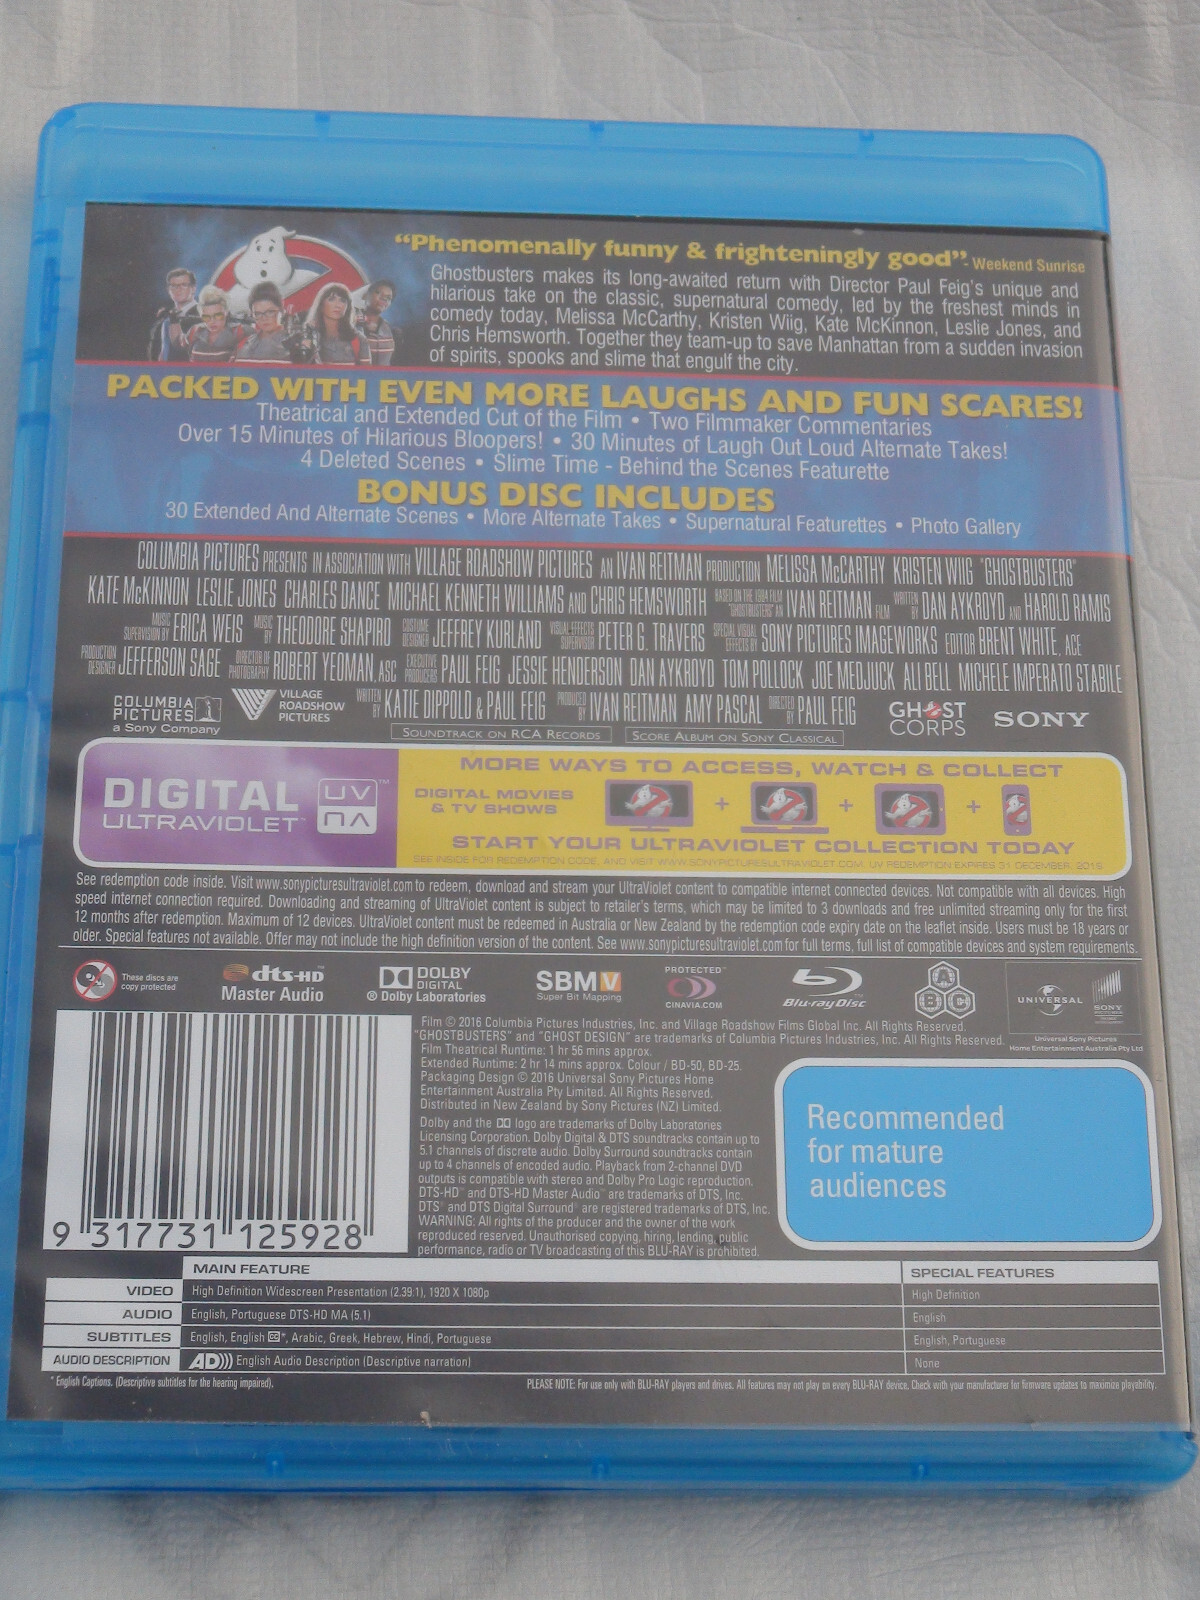 “Phenomenally funny & frighteningly good” - Weekend Sunrise
Ghostbusters makes its long-awaited return with Director Paul Feig's unique and
hilarious take on the classic, supernatural comedy, led by the freshest minds in
comedy today, Melissa McCarthy, Kristen Wiig, Kate McKinnon, Leslie Jones, and
Chris Hemsworth. Together they team-up to save Manhattan from a sudden invasion
of spirits, spooks and slime that engulf the city.
PACKED WITH EVEN MORE LAUGHS AND FUN SCARES!
Theatrical and Extended Cut of the Film • Two Filmmaker Commentaries
Over 15 Minutes of Hilarious Bloopers! • 30 Minutes of Laugh Out Loud Alternate Takes!
4 Deleted Scenes • Slime Time - Behind the Scenes Featurette
BONUS DISC INCLUDES
30 Extended And Alternate Scenes • More Alternate Takes • Supernatural Featurettes • Photo Gallery
COLUMBIA PICTURES PRESENTS IN ASSOCIATION WITH VILLAGE ROADSHOW PICTURES AN IVAN REITMAN PRODUCTION MELISSA McCARTHY KRISTEN WIIG "GHOSTBUSTERS"
KATE McKINNON LESLIE JONES CHARLES DANCE MICHAEL KENNETH WILLIAMS AND CHRIS HEMSWORTH BASED ON THE 1984 FILM "GHOSTBUSTERS" AN IVAN REITMAN FILM WRITTEN BY DAN AYKROYD AND HAROLD RAMIS
MUSIC SUPERVISION BY ERICA WEIS MUSIC BY THEODORE SHAPIRO COSTUME DESIGNER JEFFREY KURLAND VISUAL EFFECTS SUPERVISOR PETER G. TRAVERS SPECIAL VISUAL EFFECTS BY SONY PICTURES IMAGEWORKS EDITOR BRENT WHITE, ACE
PRODUCTION DESIGNER JEFFERSON SAGE DIRECTOR OF PHOTOGRAPHY ROBERT YEOMAN, ASC EXECUTIVE PRODUCERS PAUL FEIG JESSIE HENDERSON DAN AYKROYD TOM POLLOCK JOE MEDJUCK ALI BELL MICHELE IMPERATO STABILE
COLUMBIA PICTURES a Sony Company VILLAGE ROADSHOW PICTURES WRITTEN BY KATIE DIPPOLD & PAUL FEIG PRODUCED BY IVAN REITMAN AMY PASCAL DIRECTED BY PAUL FEIG GHOST CORPS SONY
SOUNDTRACK ON RCA RECORDS SCORE ALBUM ON SONY CLASSICAL
DIGITAL
ULTRAVIOLET™
UV™
MORE WAYS TO ACCESS, WATCH & COLLECT
DIGITAL MOVIES
& TV SHOWS
+ + +
START YOUR ULTRAVIOLET COLLECTION TODAY
SEE INSIDE FOR REDEMPTION CODE, AND VISIT WWW.SONYPICTURESULTRAVIOLET.COM. UV REDEMPTION EXPIRES 31 DECEMBER,
See redemption code inside. Visit www.sonypicturesultraviolet.com to redeem, download and stream your UltraViolet content to compatible internet connected devices. Not compatible with all devices. High
speed internet connection required. Downloading and streaming of UltraViolet content is subject to retailer's terms, which may be limited to 3 downloads and free unlimited streaming only for the first
12 months after redemption. Maximum of 12 devices. UltraViolet content must be redeemed in Australia or New Zealand by the redemption code expiry date on the leaflet inside. Users must be 18 years or
older. Special features not available. Offer may not include the high definition version of the content. See www.sonypicturesultraviolet.com for full terms, full list of compatible devices and system requirements.
These discs are
copy protected
dts-HD™
Master Audio
DOLBY
DIGITAL
® Dolby Laboratories
SBMV
Super Bit Mapping
PROTECTED™
CINAVIA.COM
Blu-ray Disc™
A B C
UNIVERSAL
SONY
Universal Sony Pictures
Home Entertainment Australia Pty Ltd
Film © 2016 Columbia Pictures Industries, Inc. and Village Roadshow Films Global Inc. All Rights Reserved.
"GHOSTBUSTERS" and "GHOST DESIGN" are trademarks of Columbia Pictures Industries, Inc. All Rights Reserved.
Film Theatrical Runtime: 1 hr 56 mins approx.
Extended Runtime: 2 hr 14 mins approx. Colour / BD-50, BD-25.
Packaging Design © 2016 Universal Sony Pictures Home
Entertainment Australia Pty Limited. All Rights Reserved.
Distributed in New Zealand by Sony Pictures (NZ) Limited.
Dolby and the logo are trademarks of Dolby Laboratories
Licensing Corporation. Dolby Digital & DTS soundtracks contain up to
5.1 channels of discrete audio. Dolby Surround soundtracks contain
up to 4 channels of encoded audio. Playback from 2-channel DVD
outputs is compatible with stereo and Dolby Pro Logic reproduction.
DTS-HD™ and DTS-HD Master Audio™ are trademarks of DTS, Inc.
DTS® and DTS Digital Surround® are registered trademarks of DTS, Inc.
WARNING: All rights of the producer and the owner of the work
reproduced reserved. Unauthorised copying, hiring, lending, public
performance, radio or TV broadcasting of this BLU-RAY is prohibited.
Recommended
for mature
audiences
9 317731 125928
MAIN FEATURE SPECIAL FEATURES
VIDEO High Definition Widescreen Presentation (2.39:1), 1920 X 1080p High Definition
AUDIO English, Portuguese DTS-HD MA (5.1) English
SUBTITLES English, English CC*, Arabic, Greek, Hebrew, Hindi, Portuguese English, Portuguese
AUDIO DESCRIPTION AD))) English Audio Description (Descriptive narration) None
* English Captions. (Descriptive subtitles for the hearing impaired).
PLEASE NOTE: For use only with BLU-RAY players and drives. All features may not play on every BLU-RAY device. Check with your manufacturer for firmware updates to maximize playability.